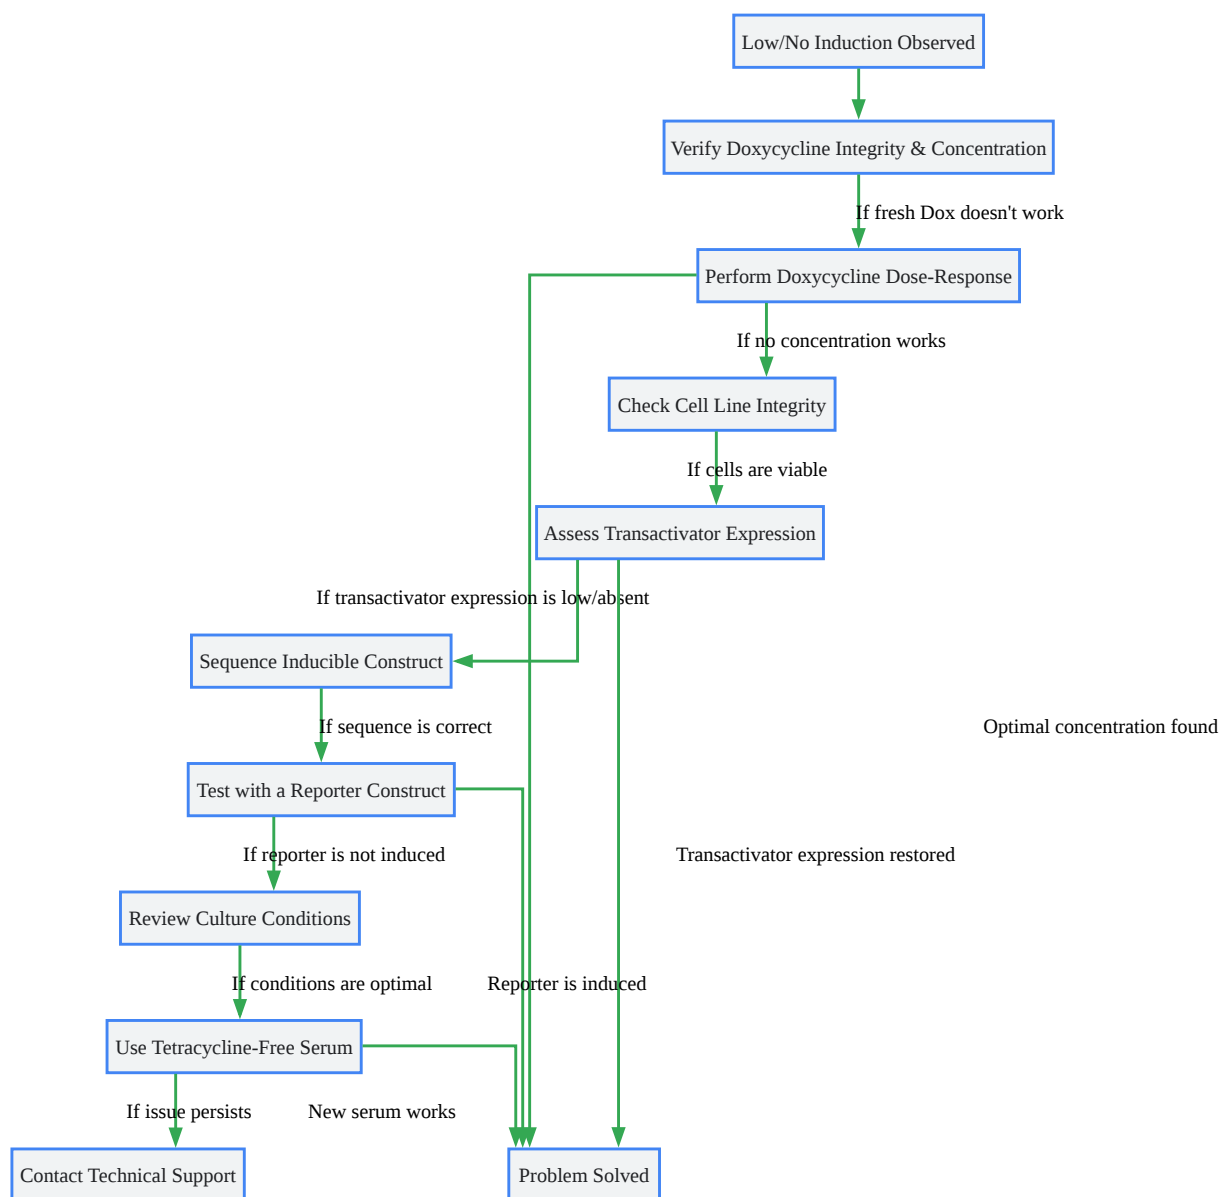 Low/No Induction Observed
Verify Doxycycline Integrity & Concentration
If fresh Dox doesn't work
Perform Doxycycline Dose-Response
If no concentration works
Check Cell Line Integrity
If cells are viable
Assess Transactivator Expression
If transactivator expression is low/absent
Sequence Inducible Construct
If sequence is correct
Optimal concentration found
Test with a Reporter Construct
If reporter is not induced
Transactivator expression restored
Review Culture Conditions
If conditions are optimal
Reporter is induced
Use Tetracycline-Free Serum
If issue persists
New serum works
Contact Technical Support
Problem Solved